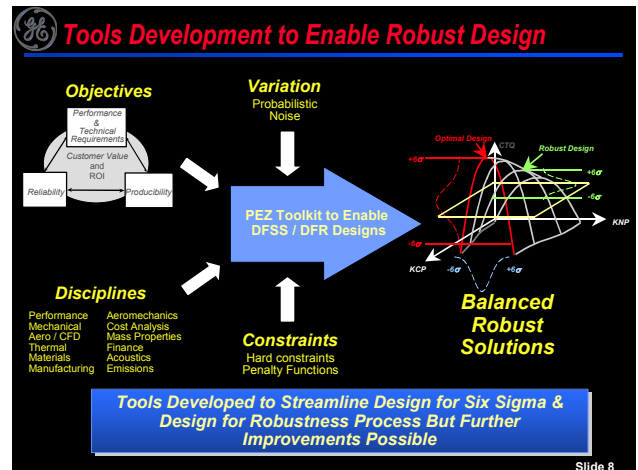 Tools Development to Enable Robust Design
Objectives
Performance
&
Technical
Requirements
Customer Value
and
ROI
Reliability
Producibility
Variation
Probabilistic
Noise
PEZ Toolkit to Enable
DFSS / DFR Designs
Disciplines
Performance
Mechanical
Aero / CFD
Thermal
Materials
Manufacturing
Aeromechanics
Cost Analysis
Mass Properties
Finance
Acoustics
Emissions
Constraints
Hard constraints
Penalty Functions
Optimal Design
CTQ
Robust Design
+6σ
+6σ
-6σ
KNP
-6σ
KCP
-6σ
+6σ
Balanced
Robust
Solutions
Tools Developed to Streamline Design for Six Sigma &
Design for Robustness Process But Further
Improvements Possible
Slide 8